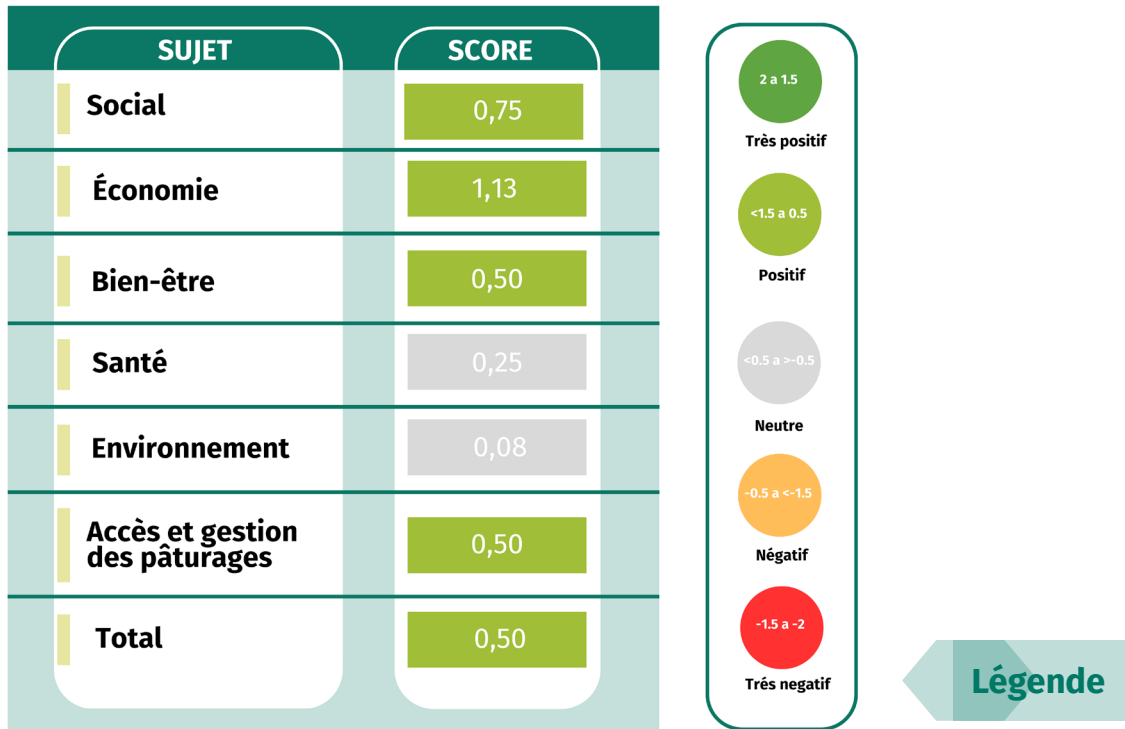 SUJET SCORE
Social 0,75
Économie 1,13
Bien-être 0,50
Santé 0,25
Environnement 0,08
Accès et gestion
des pâturages 0,50
Total 0,50
2 a 1.5
Très positif
<1.5 a 0.5
Positif
<0.5 a >-0.5
Neutre
-0.5 a <-1.5
Négatif
-1.5 a -2
Trés negatif
Légende